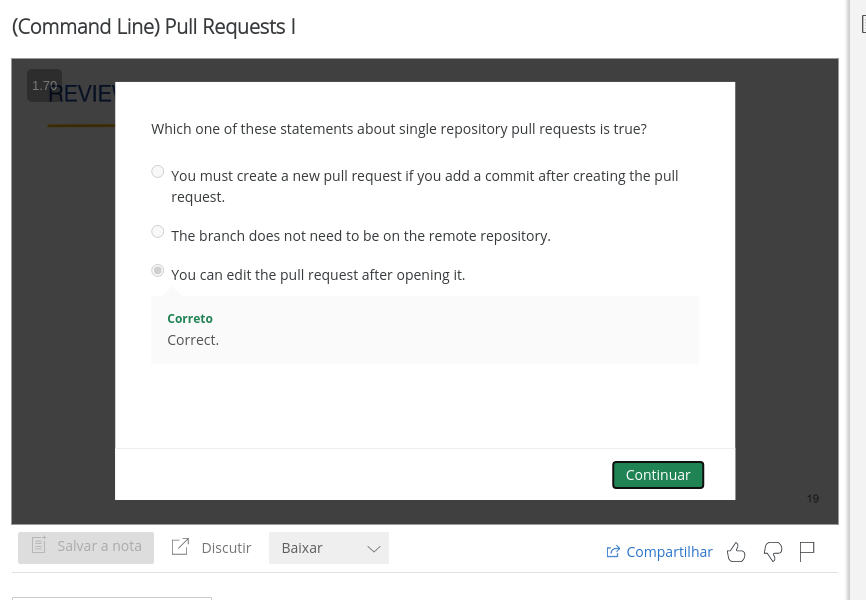 (Command Line) Pull Requests I
1.70
REVIE
Which one of these statements about single repository pull requests is true?
You must create a new pull request if you add a commit after creating the pull
request.
The branch does not need to be on the remote repository.
You can edit the pull request after opening it.
Correto
Correct.
Continuar
19
Salvar a nota
Discutir
Baixar
Compartilhar